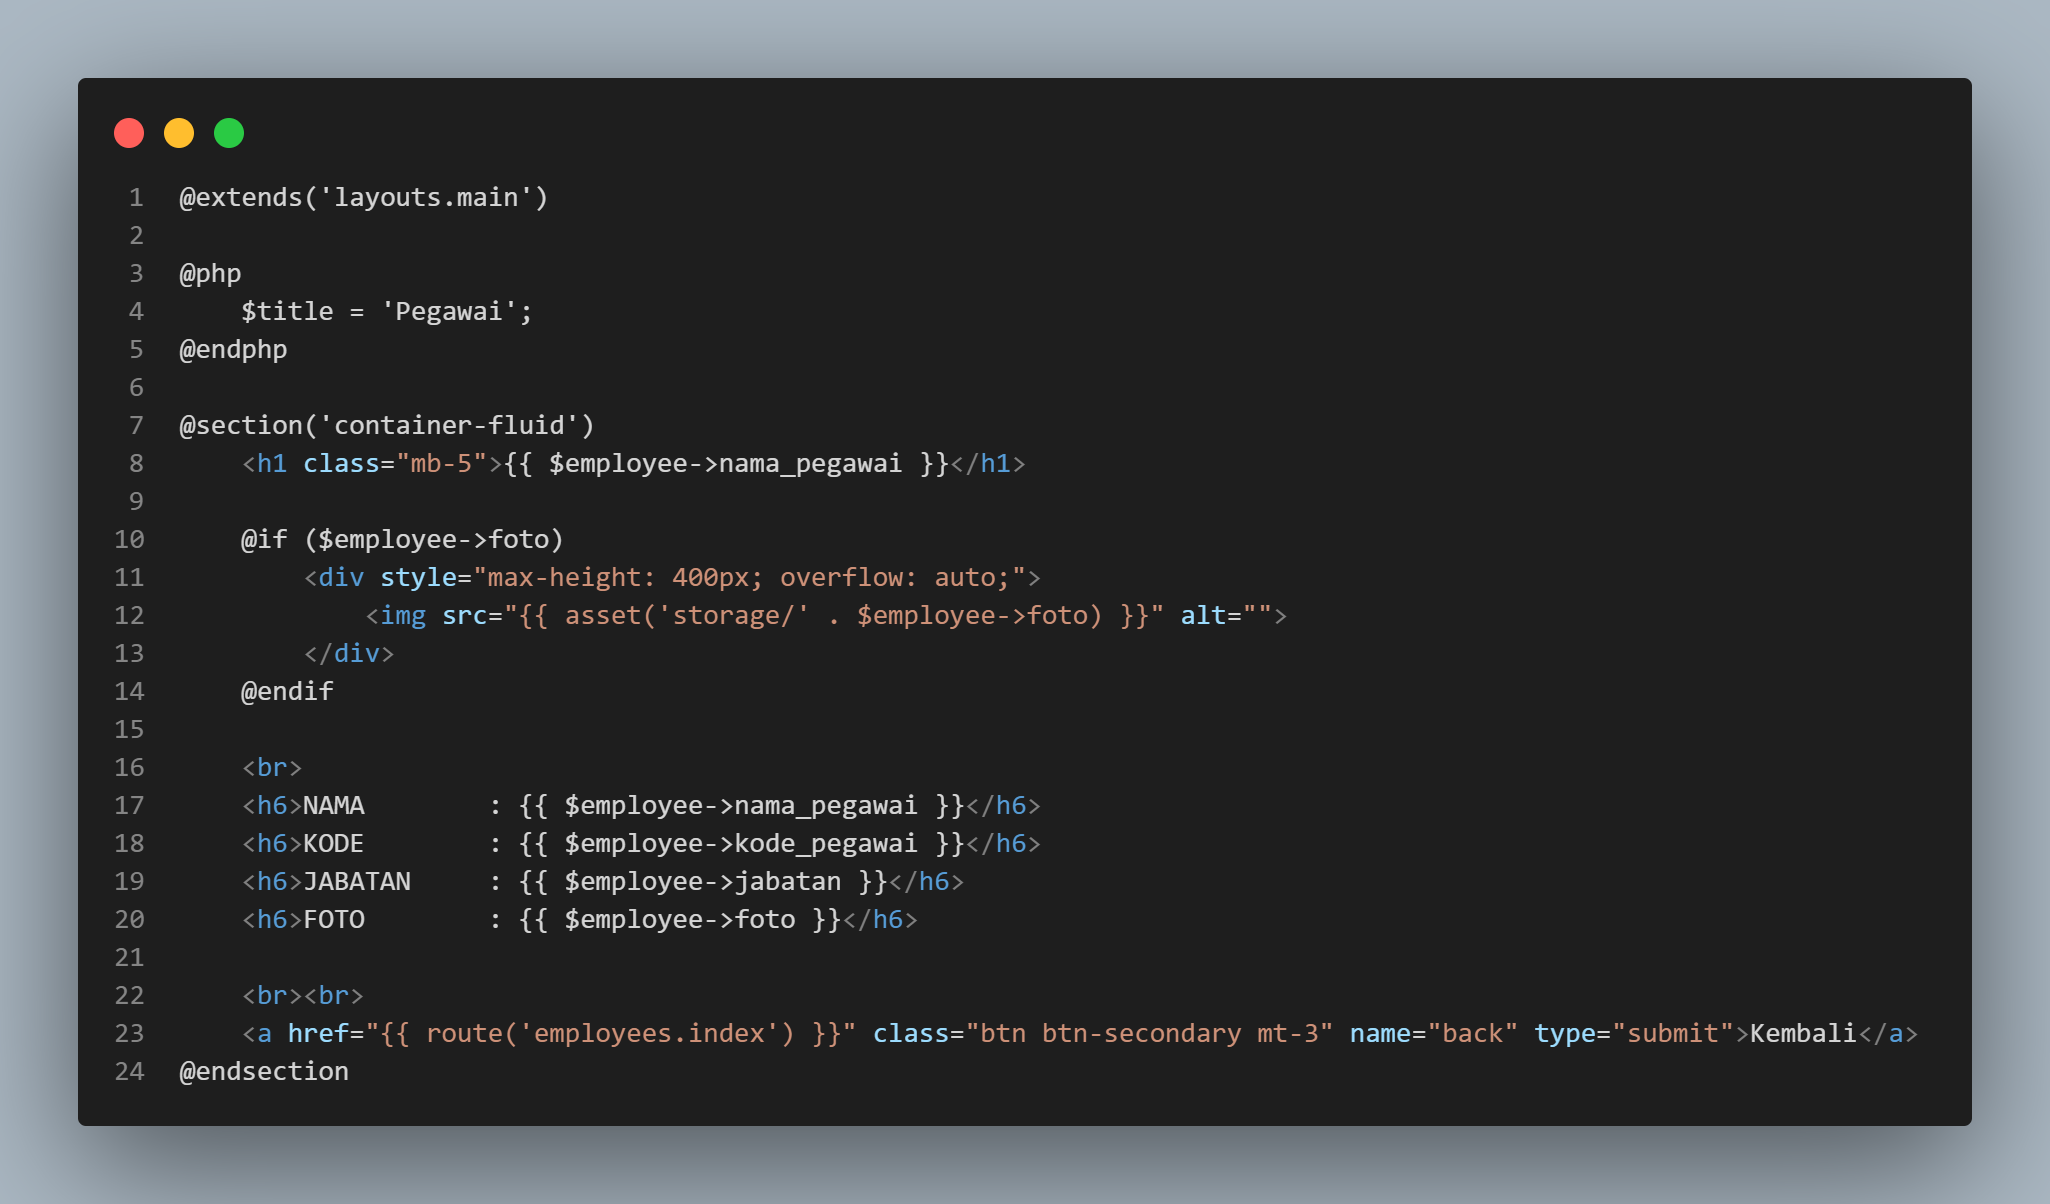 1 @extends('layouts.main')
2
3 @php
4     $title = 'Pegawai';
5 @endphp
6
7 @section('container-fluid')
8     <h1 class="mb-5">{{ $employee->nama_pegawai }}</h1>
9
10     @if ($employee->foto)
11         <div style="max-height: 400px; overflow: auto;">
12             <img src="{{ asset('storage/' . $employee->foto) }}" alt="">
13         </div>
14     @endif
15
16     <br>
17     <h6>NAMA        : {{ $employee->nama_pegawai }}</h6>
18     <h6>KODE        : {{ $employee->kode_pegawai }}</h6>
19     <h6>JABATAN     : {{ $employee->jabatan }}</h6>
20     <h6>FOTO        : {{ $employee->foto }}</h6>
21
22     <br><br>
23     <a href="{{ route('employees.index') }}" class="btn btn-secondary mt-3" name="back" type="submit">Kembali</a>
24 @endsection